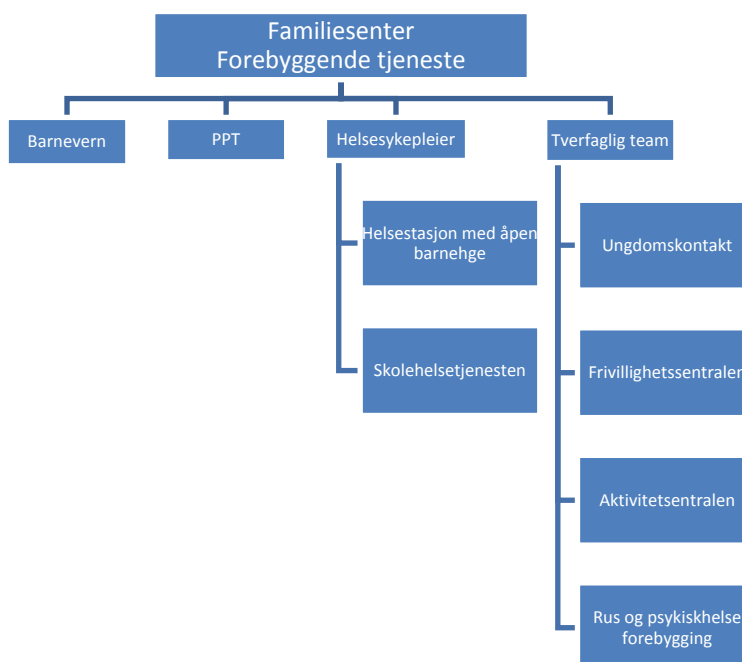 Familiesenter
Forebyggende tjeneste
Barnevern
PPT
Helsesykepleier
Tverfaglig team
Helsestasjon med åpen
barnehge
Skolehelsetjenesten
Ungdomskontakt
Frivillighetssentralen
Aktivitetsentralen
Rus og psykiskhelse
forebygging